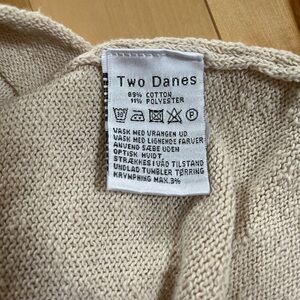 Two Danes
89% COTTON
11% POLYESTER
VASK MED VRANGEN UD
VASK MED LIGNENDE FARVER
ANVEND SÆBE UDEN
OPTISK HVIDT
STRÆKKES I VÅD TILSTAND
UNDLAD TUMBLER TØRRING
KRYMPNING MAX.3%